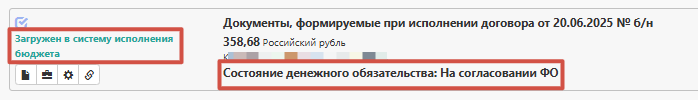 Документы, формируемые при исполнении договора от 20.06.2025 № б/н
Загружен в систему исполнения
бюджета
358,68 Российский рубль
Состояние денежного обязательства: На согласовании ФО